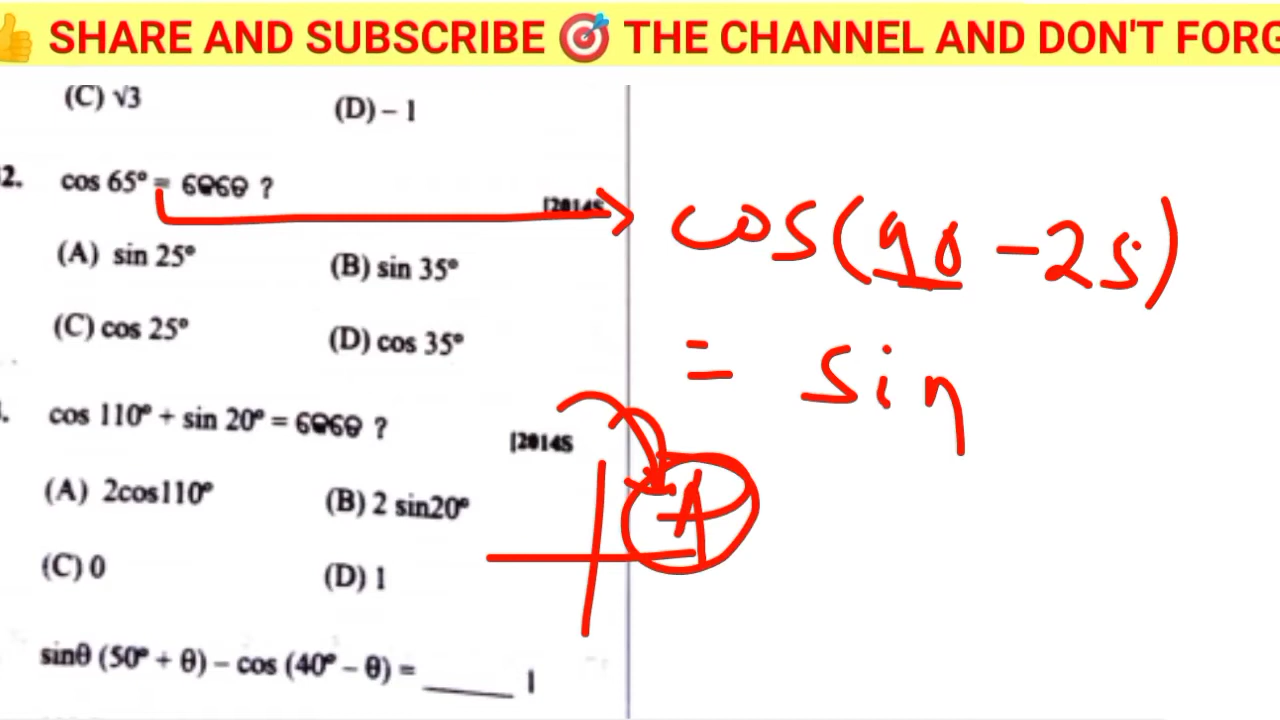 👍 SHARE AND SUBSCRIBE 🎯 THE CHANNEL AND DON'T FORG
(C) √3 (D) – 1
2. cos 65° = କେତେ ?
[2014S
(A) sin 25° (B) sin 35°
(C) cos 25° (D) cos 35°
cos 110° + sin 20° = କେତେ ?
[2014S
(A) 2cos110° (B) 2 sin20°
(C) 0 (D) 1
sinθ (50° + θ) – cos (40° – θ) = ______ |
cos(90 – 25)
= sin
A